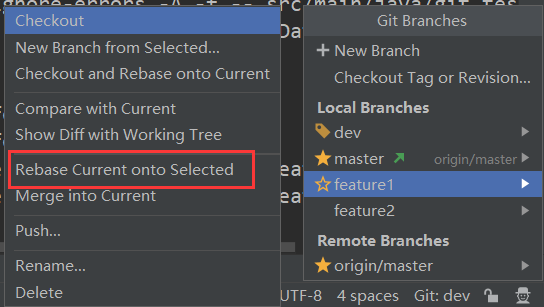 Checkout
New Branch from Selected...
Checkout and Rebase onto Current
Compare with Current
Show Diff with Working Tree
Rebase Current onto Selected
Merge into Current
Push...
Rename...
Delete
Git Branches
New Branch
Checkout Tag or Revision...
Local Branches
dev
master origin/master
feature1
feature2
Remote Branches
origin/master
UTF-8 4 spaces Git: dev